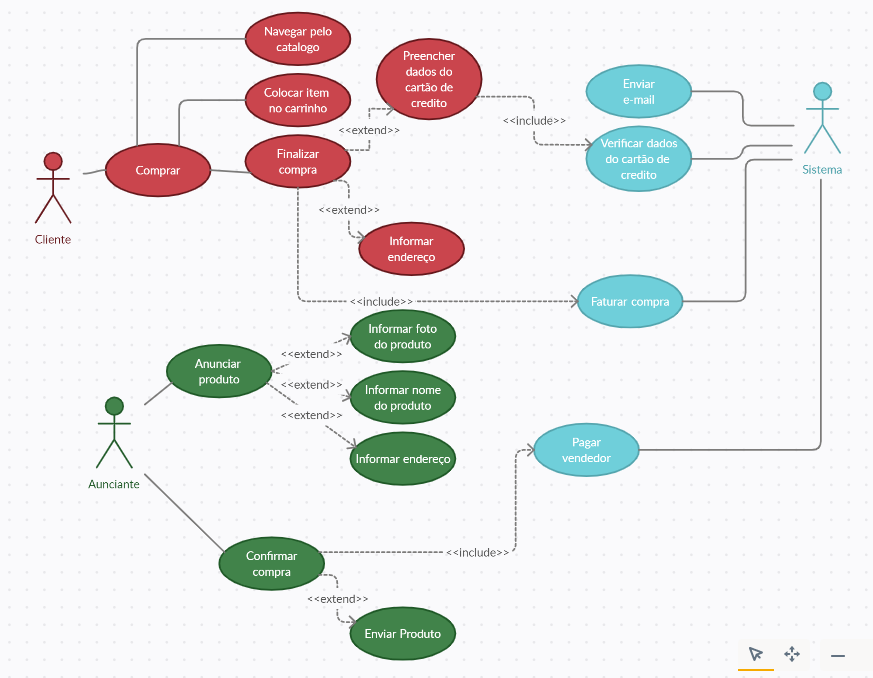 Navegar pelo
catalogo
Preencher
dados do
cartão de
credito
Colocar item
no carrinho
Enviar
e-mail
<<include>>
<<extend>>
Verificar dados
do cartão de
credito
Finalizar
compra
Comprar
Sistema
<<extend>>
Cliente
Informar
endereço
<<include>>
Faturar compra
Informar foto
do produto
<<extend>>
Anunciar
produto
<<extend>>
Informar nome
do produto
<<extend>>
Informar endereço
Pagar
vendedor
Aunciante
<<include>>
Confirmar
compra
<<extend>>
Enviar Produto